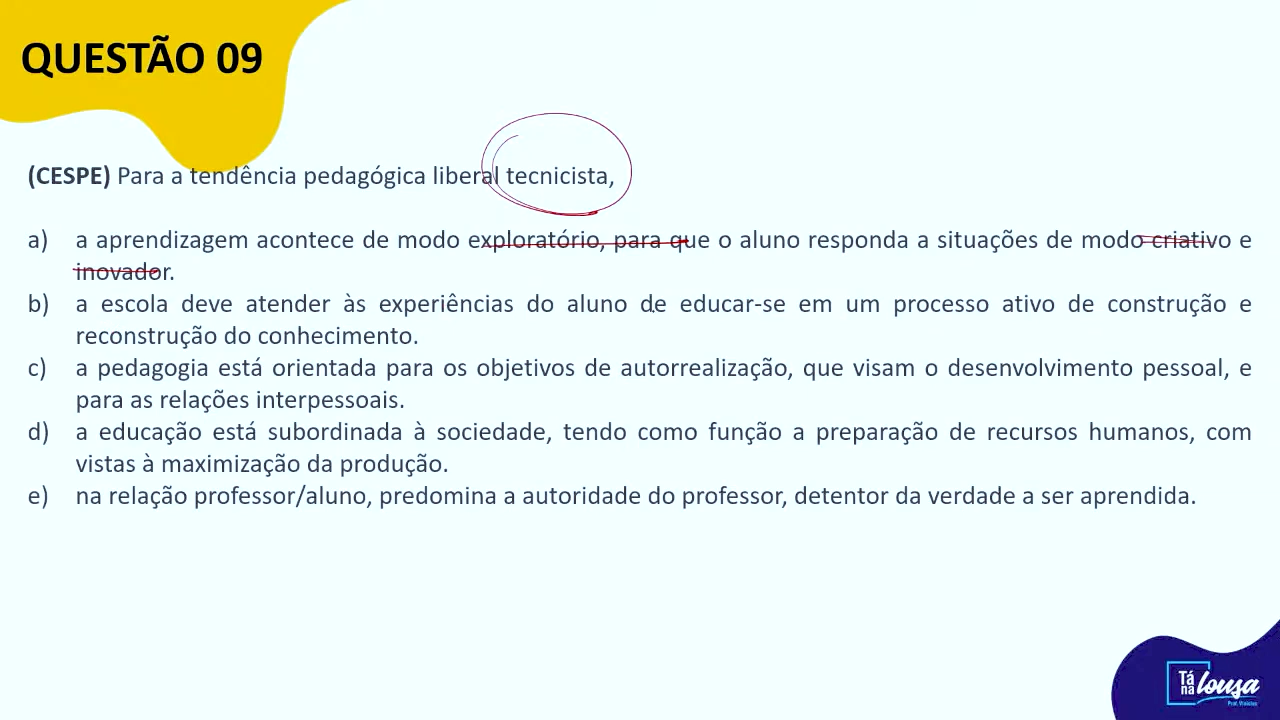 QUESTÃO 09
(CESPE) Para a tendência pedagógica liberal tecnicista,
a) a aprendizagem acontece de modo exploratório, para que o aluno responda a situações de modo criativo e
inovador.
b) a escola deve atender às experiências do aluno de educar-se em um processo ativo de construção e
reconstrução do conhecimento.
c) a pedagogia está orientada para os objetivos de autorrealização, que visam o desenvolvimento pessoal, e
para as relações interpessoais.
d) a educação está subordinada à sociedade, tendo como função a preparação de recursos humanos, com
vistas à maximização da produção.
e) na relação professor/aluno, predomina a autoridade do professor, detentor da verdade a ser aprendida.
Tá
na lousa
Prof. Vinícius